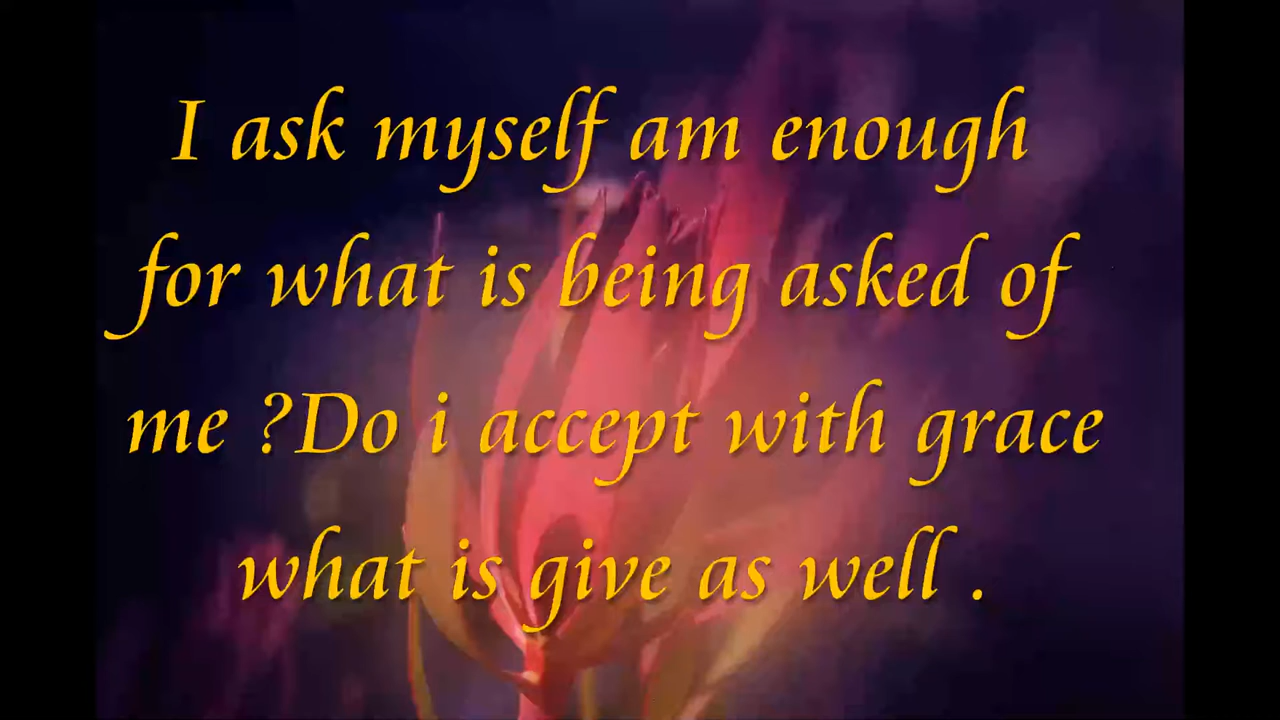 I ask myself am enough
for what is being asked of
me ?Do i accept with grace
what is give as well .